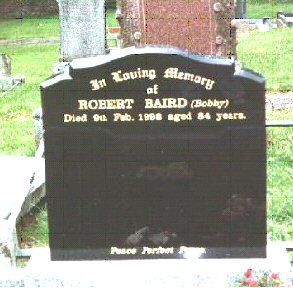 In Loving Memory
of
ROBERT BAIRD (Bobby)
Died 9th Feb. 1998 aged 84 years.
Peace Perfect Peace